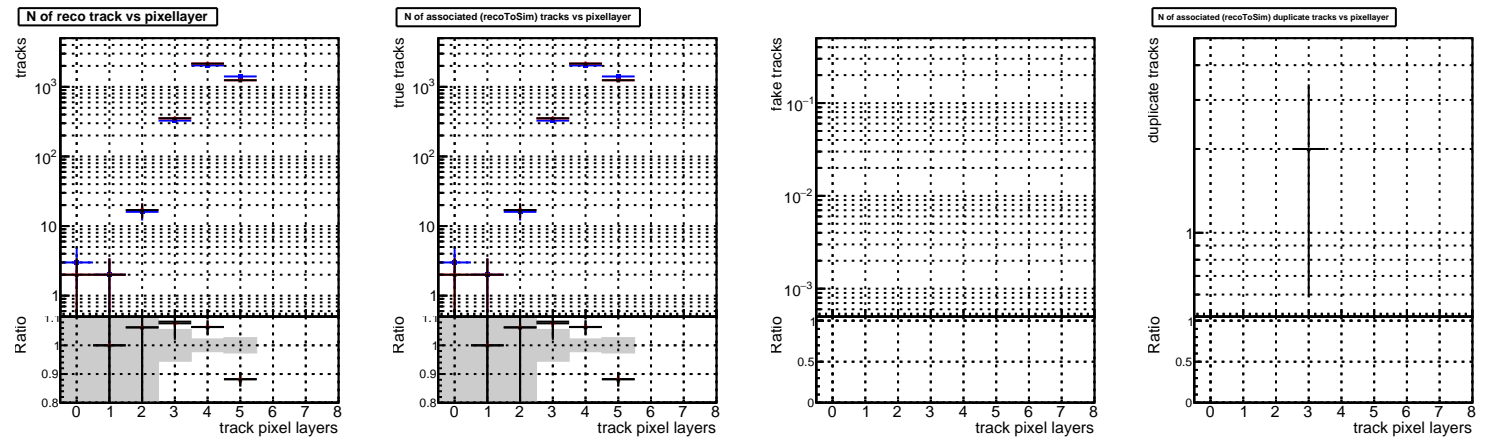 N of reco track vs pixellayer
tracks
10³
10²
10
1
Ratio
1.1
1
0.9
0.8
0 1 2 3 4 5 6 7 8
track pixel layers
N of associated (recoToSim) tracks vs pixellayer
true tracks
10³
10²
10
1
Ratio
1.1
1
0.9
0.8
0 1 2 3 4 5 6 7 8
track pixel layers
fake tracks
10⁻¹
10⁻²
10⁻³
Ratio
1
0.5
0
0 1 2 3 4 5 6 7 8
track pixel layers
N of associated (recoToSim) duplicate tracks vs pixellayer
duplicate tracks
1
Ratio
1
0.5
0
0 1 2 3 4 5 6 7 8
track pixel layers